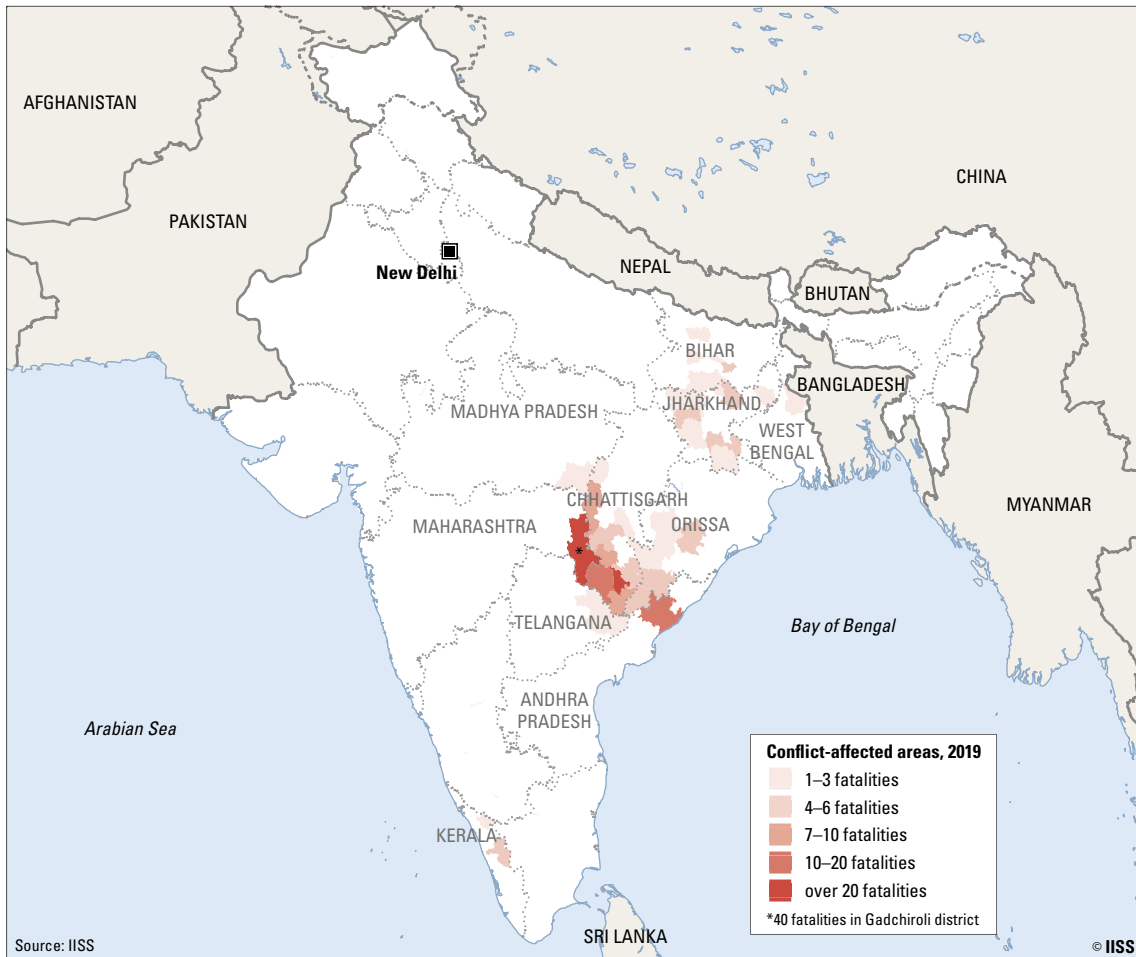 AFGHANISTAN
CHINA
PAKISTAN
New Delhi
NEPAL
BHUTAN
BIHAR
BANGLADESH
JHARKHAND
MADHYA PRADESH
WEST
BENGAL
CHHATTISGARH
MYANMAR
MAHARASHTRA
ORISSA
*
TELANGANA
Bay of Bengal
ANDHRA
PRADESH
Arabian Sea
KERALA
Conflict-affected areas, 2019
1–3 fatalities
4–6 fatalities
7–10 fatalities
10–20 fatalities
over 20 fatalities
*40 fatalities in Gadchiroli district
SRI LANKA
Source: IISS
© IISS